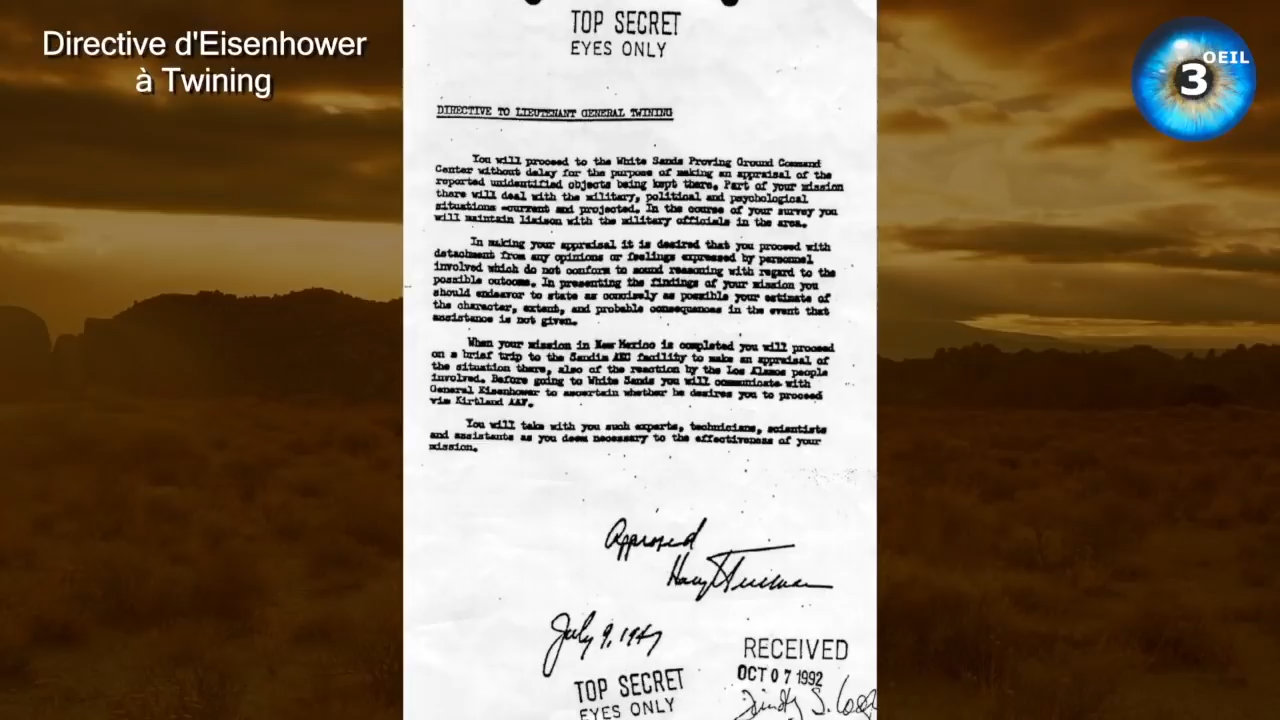 Directive d'Eisenhower
à Twining
OEIL
3
TOP SECRET
EYES ONLY
DIRECTIVE TO LIEUTENANT GENERAL TWINING
You will proceed to the White Sands Proving Ground Command
Center without delay for the purpose of making an appraisal of the
reported unidentified objects being kept there. Part of your mission
there will deal with the military, political and psychological
situations -current and projected. In the course of your survey you
will maintain liaison with the military officials in the area.
In making your appraisal it is desired that you proceed with
detachment from any opinions or feelings expressed by personnel
involved which do not conform to sound reasoning with regard to the
possible outcome. In presenting the findings of your mission you
should endeavor to state as concisely as possible your estimate of
the character, extent, and probable consequences in the event that
assistance is not given.
When your mission in New Mexico is completed you will proceed
on a brief trip to the Sandia AEC facility to make an appraisal of
the situation there, also of the reaction by the Los Alamos people
involved. Before going to White Sands you will communicate with
General Eisenhower to ascertain whether he desires you to proceed
via Kirtland AAF.
You will take with you such experts, technicians, scientists
and assistants as you deem necessary to the effectiveness of your
mission.
Approved
Harry Truman
July 9, 1947
RECEIVED
OCT 07 1992
TOP SECRET
EYES ONLY